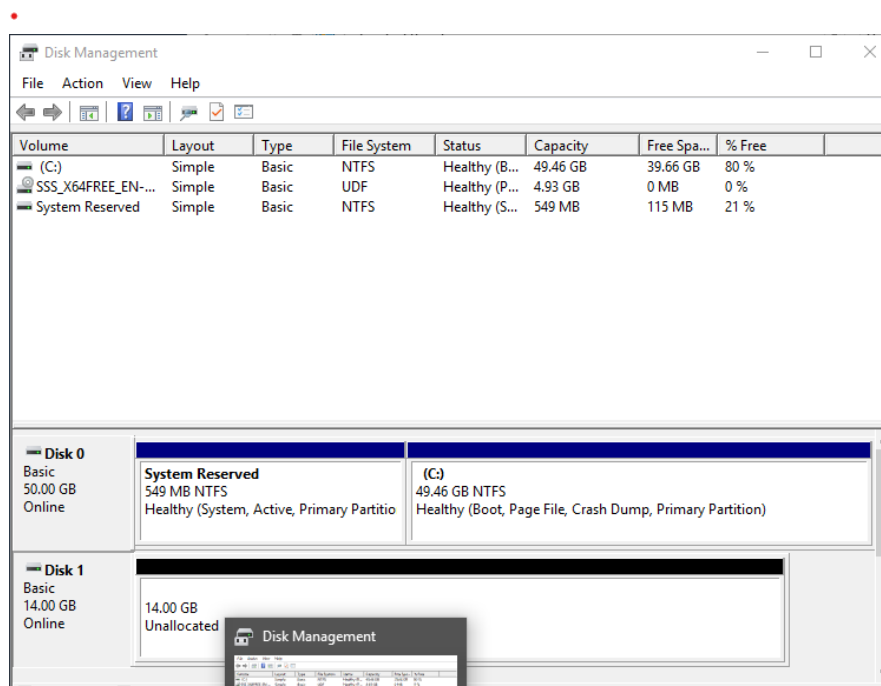 Disk Management
File Action View Help
Volume Layout Type File System Status Capacity Free Spa... % Free
(C:) Simple Basic NTFS Healthy (B... 49.46 GB 39.66 GB 80 %
SSS_X64FREE_EN-... Simple Basic UDF Healthy (P... 4.93 GB 0 MB 0 %
System Reserved Simple Basic NTFS Healthy (S... 549 MB 115 MB 21 %
Disk 0
Basic
50.00 GB
Online
System Reserved
549 MB NTFS
Healthy (System, Active, Primary Partitio
(C:)
49.46 GB NTFS
Healthy (Boot, Page File, Crash Dump, Primary Partition)
Disk 1
Basic
14.00 GB
Online
14.00 GB
Unallocated
Disk Management